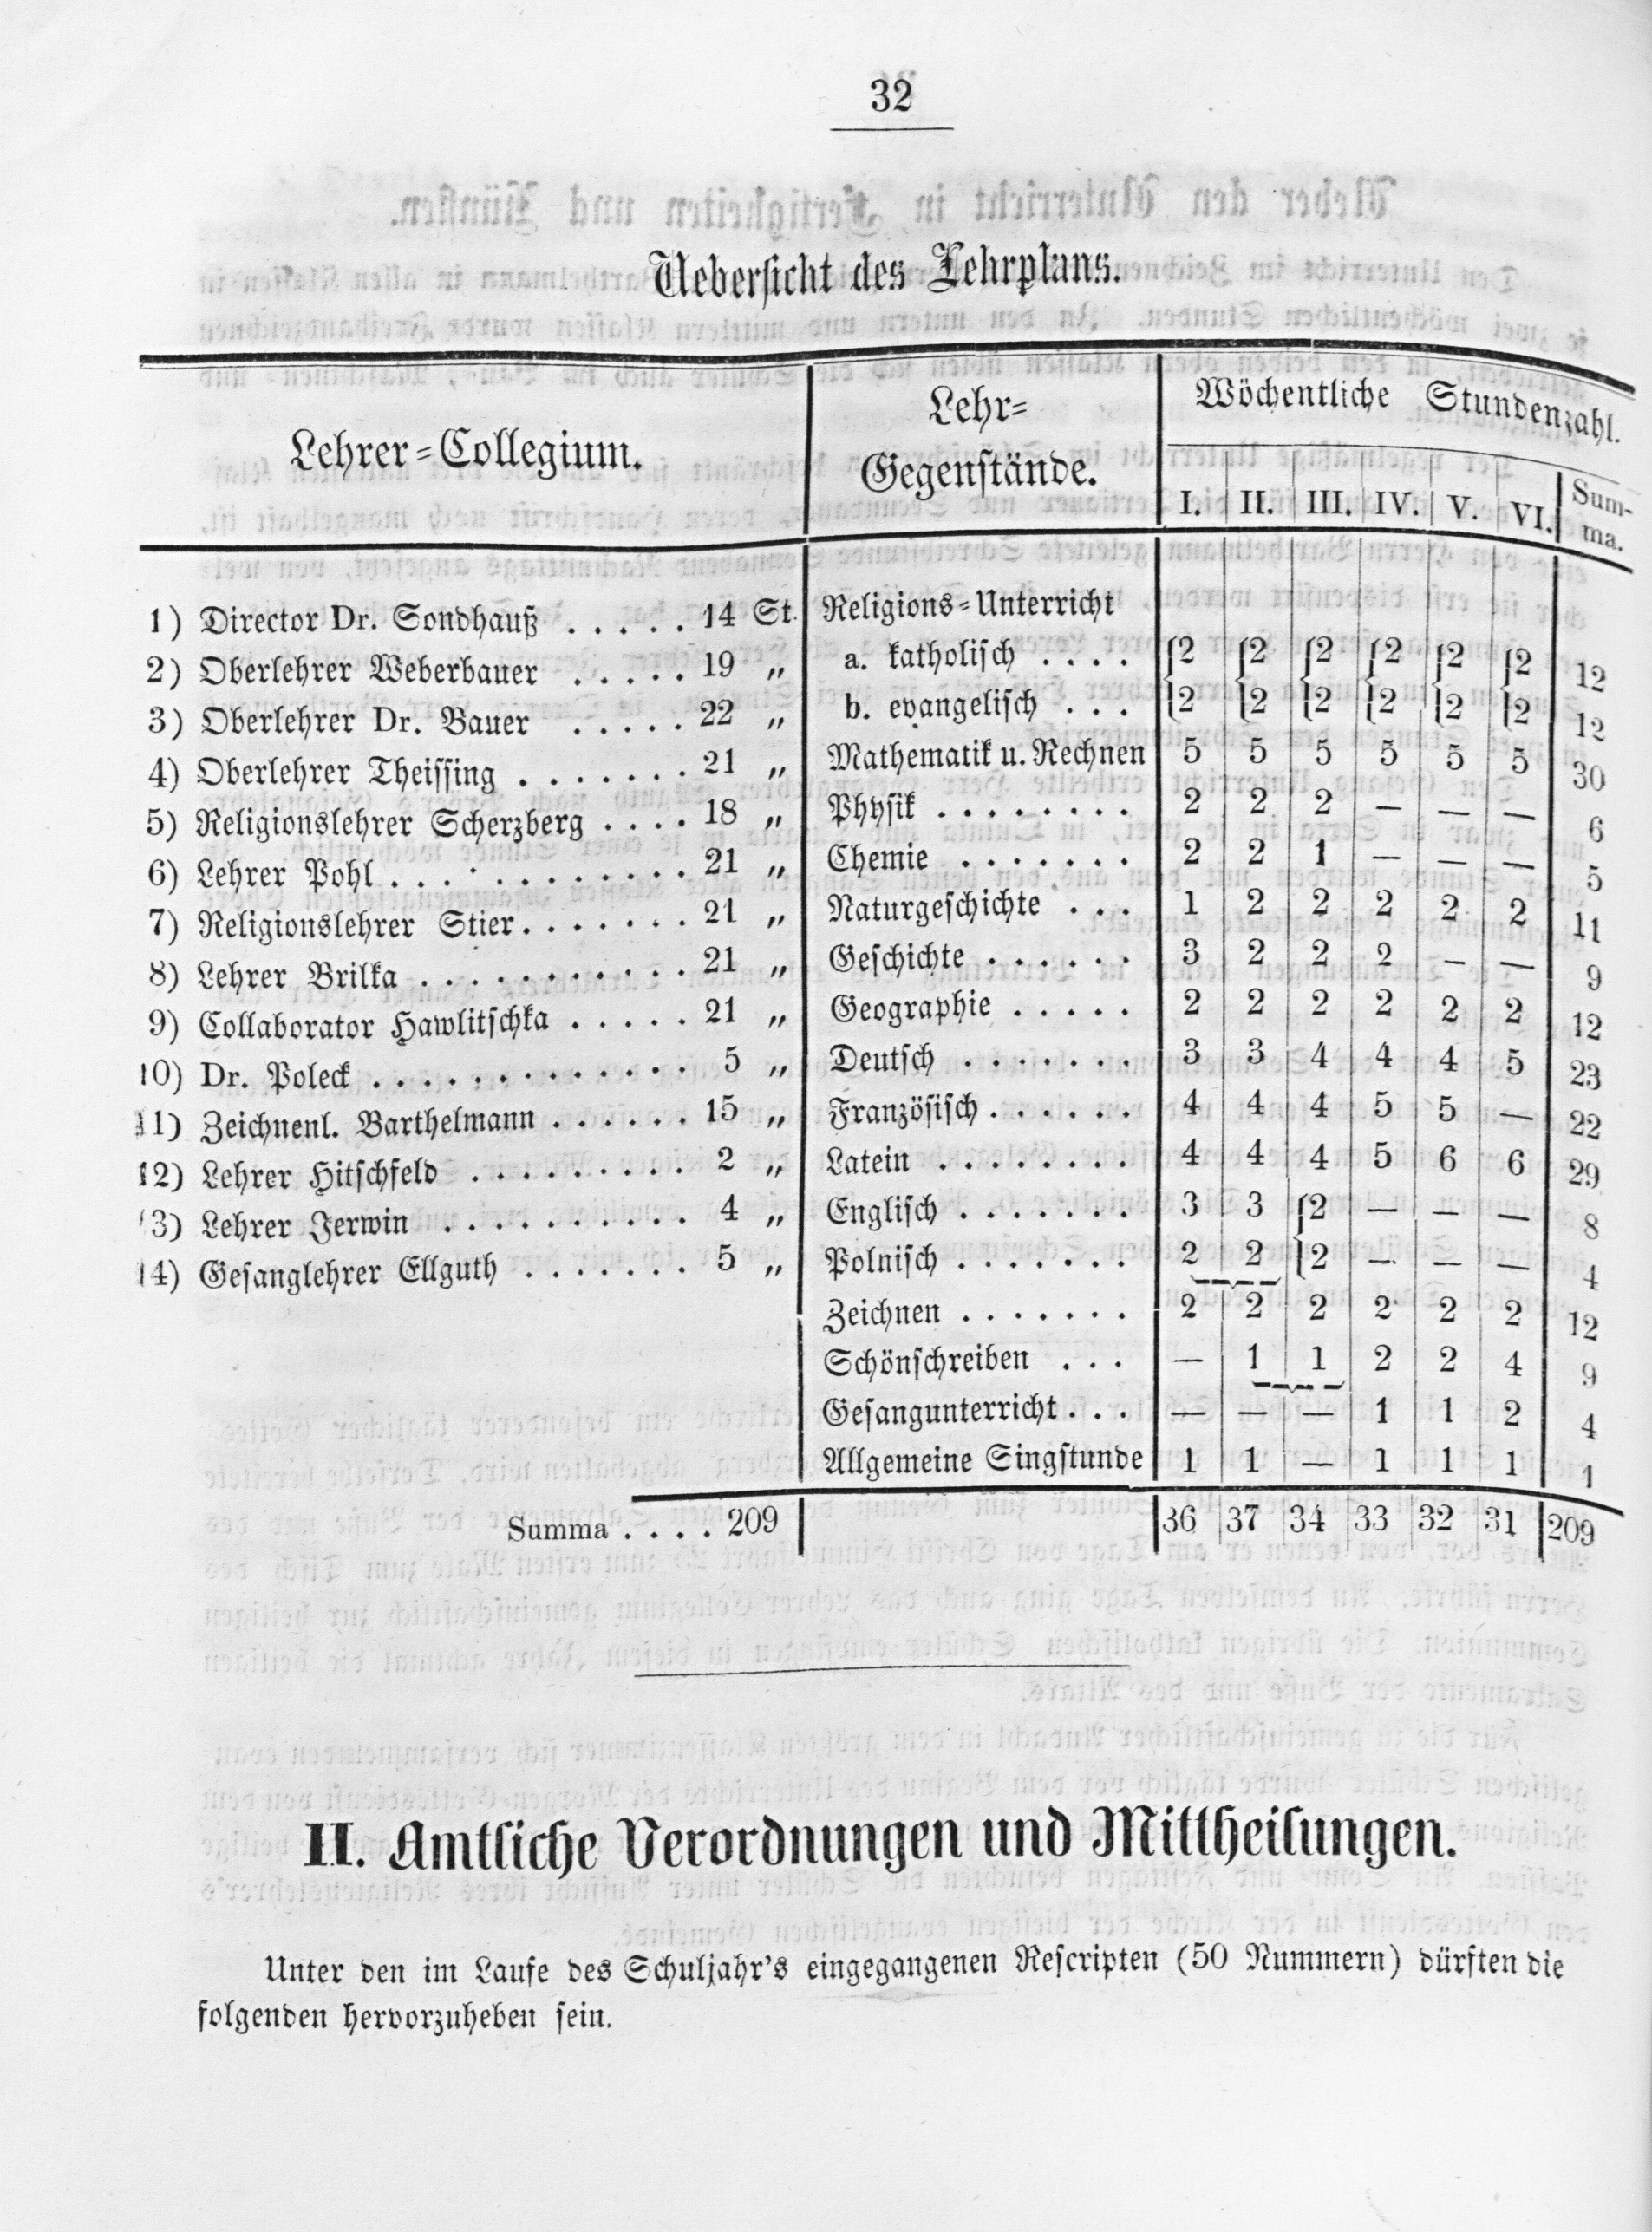 32
Uebersicht des Lehrplans.
Lehrer-Collegium.
Lehr-
Gegenstände.
Wöchentliche Stundenzahl.
I. II. III. IV. V. VI. Sum-
ma.
1) Director Dr. Sondhauß . . . . . 14 St.
2) Oberlehrer Weberbauer . . . . . 19 „
3) Oberlehrer Dr. Bauer . . . . . 22 „
4) Oberlehrer Theissing . . . . . . . 21 „
5) Religionslehrer Scherzberg . . . . 18 „
6) Lehrer Pohl . . . . . . . . . . . . 21 „
7) Religionslehrer Stier . . . . . . . 21 „
8) Lehrer Brilka . . . . . . . . . . . 21 „
9) Collaborator Hawlitschka . . . . . 21 „
10) Dr. Poleck . . . . . . . . . . . . . 5 „
11) Zeichnenl. Barthelmann . . . . . . 15 „
12) Lehrer Hitschfeld . . . . . . . . . 2 „
13) Lehrer Jerwin . . . . . . . . . . 4 „
14) Gesanglehrer Ellguth . . . . . . . 5 „
Summa . . . . 209
Religions-Unterricht
a. katholisch . . . . 2 2 2 2 2 2 12
b. evangelisch . . . 2 2 2 2 2 2 12
Mathematik u. Rechnen 5 5 5 5 5 5 30
Physik . . . . . . . . 2 2 2 — — — 6
Chemie . . . . . . . 2 2 1 — — — 5
Naturgeschichte . . . 1 2 2 2 2 2 11
Geschichte . . . . . . 3 2 2 2 — — 9
Geographie . . . . . 2 2 2 2 2 2 12
Deutsch . . . . . . . 3 3 4 4 4 5 23
Französisch . . . . . . 4 4 4 5 5 — 22
Latein . . . . . . . . 4 4 4 5 6 6 29
Englisch . . . . . . . 3 3 2 — — — 8
Polnisch . . . . . . . 2 2 2 — — — 4
Zeichnen . . . . . . . 2 2 2 2 2 2 12
Schönschreiben . . . — 1 1 2 2 4 9
Gesangunterricht . . . — — — 1 1 2 4
Allgemeine Singstunde 1 1 — 1 1 1 1
36 37 34 33 32 31 209
II. Amtliche Verordnungen und Mittheilungen.
Unter den im Laufe des Schuljahr's eingegangenen Rescripten (50 Nummern) dürften die
folgenden hervorzuheben sein.